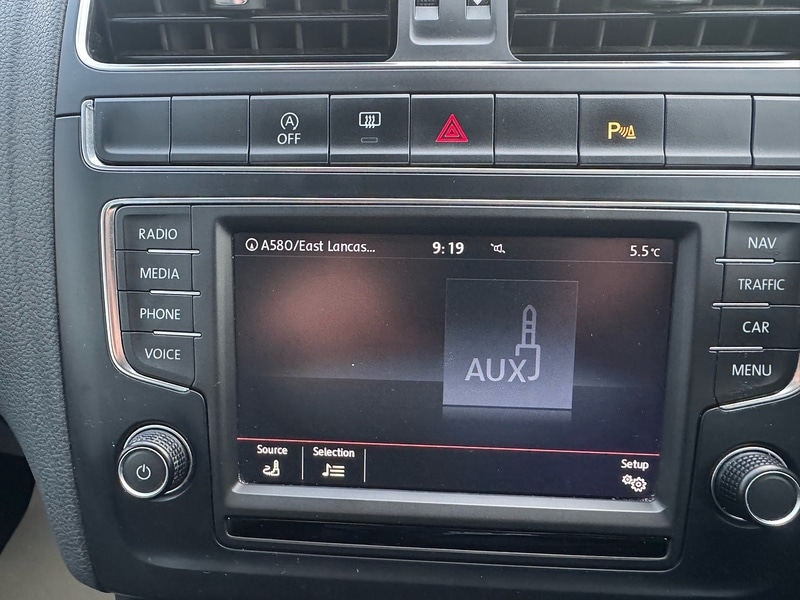 A
OFF
P
RADIO
MEDIA
PHONE
VOICE
A580/East Lancas... 9:19 5.5°C
AUX
Source Selection Setup
NAV
TRAFFIC
CAR
MENU